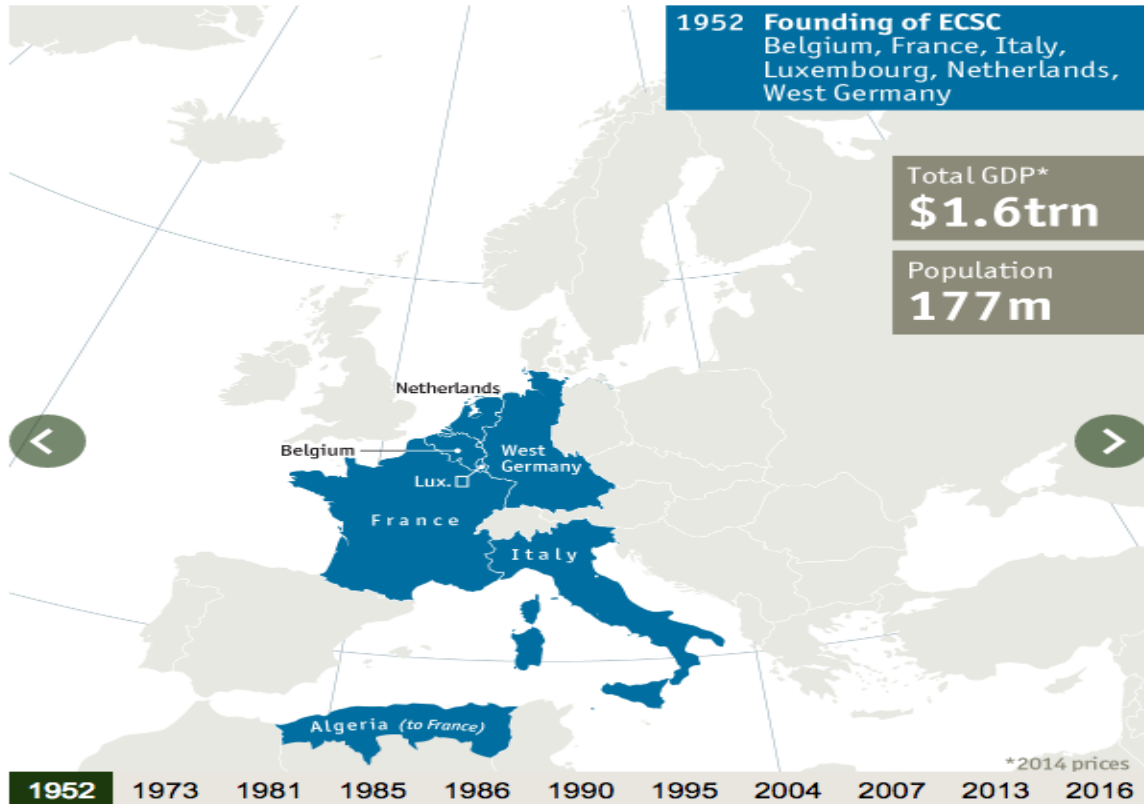 1952 Founding of ECSC
Belgium, France, Italy,
Luxembourg, Netherlands,
West Germany
Total GDP*
$1.6trn
Population
177m
Netherlands
Belgium
West
Germany
Lux.
France
Italy
Algeria (to France)
*2014 prices
1952 1973 1981 1985 1986 1990 1995 2004 2007 2013 2016